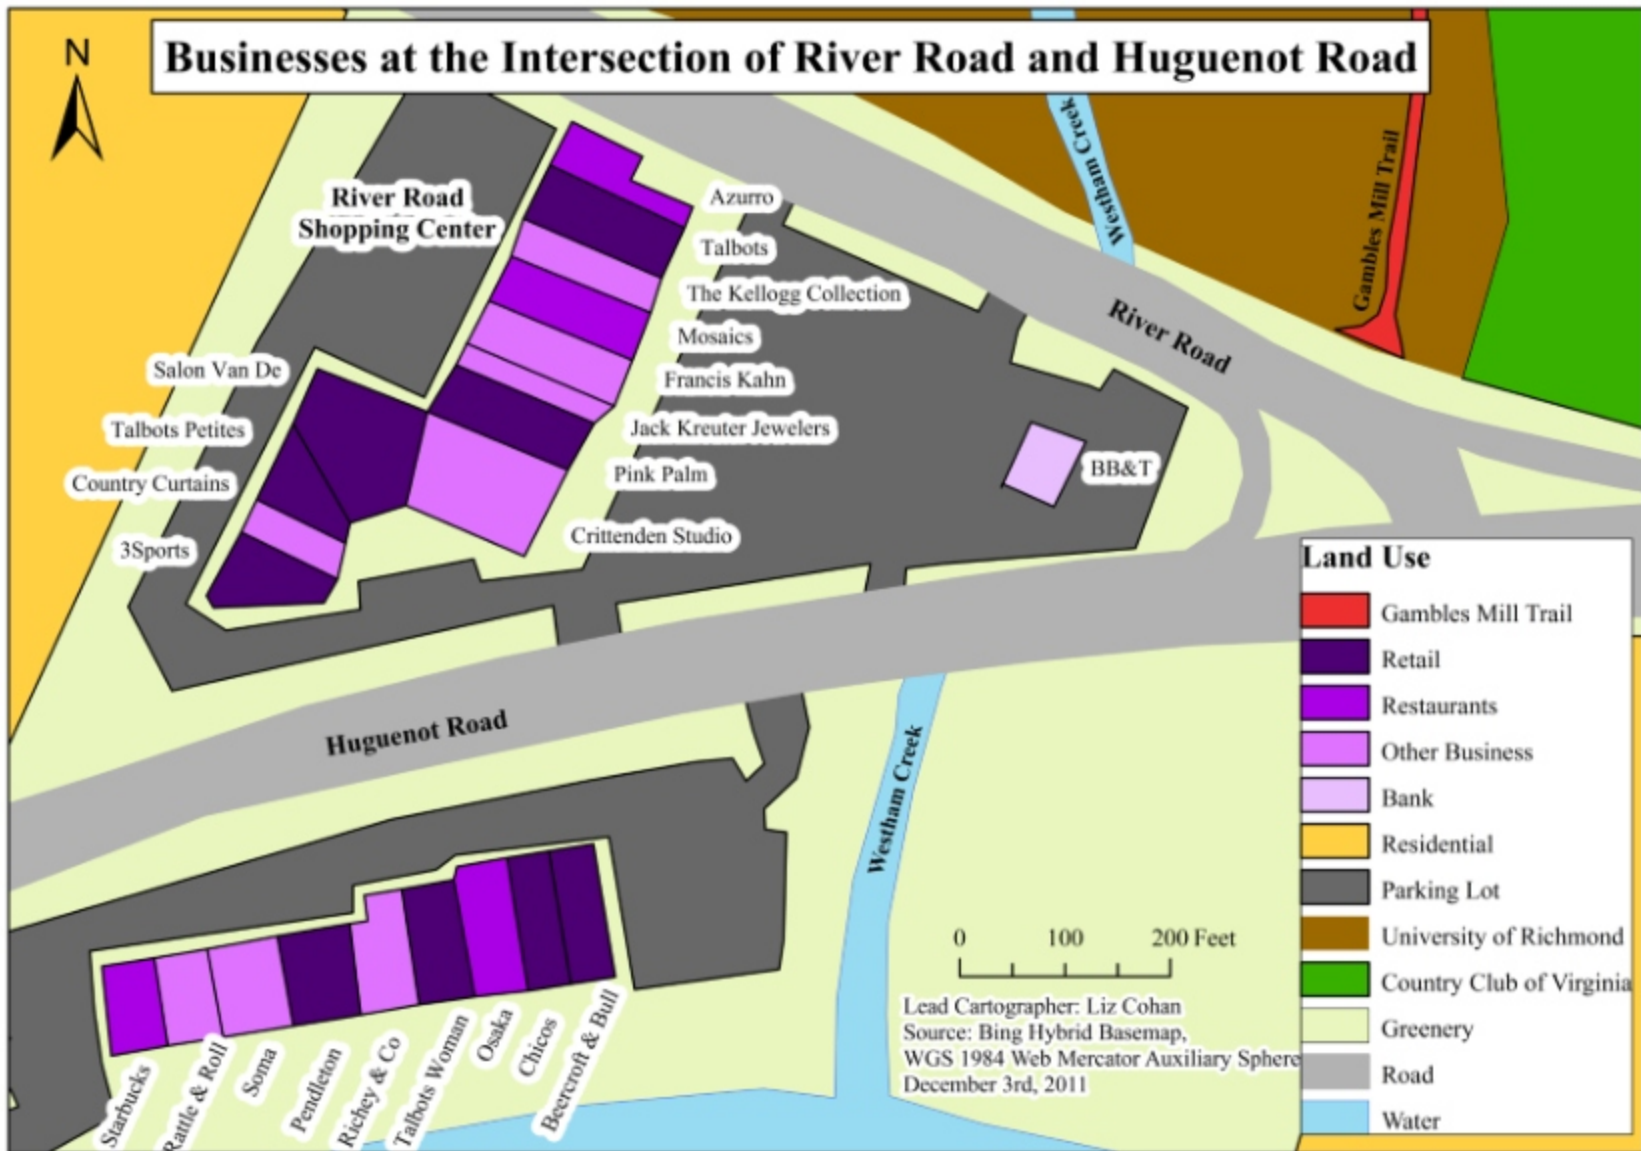 Businesses at the Intersection of River Road and Huguenot Road
N
River Road
Shopping Center
Azurro
Talbots
The Kellogg Collection
Mosaics
Francis Kahn
Jack Kreuter Jewelers
Pink Palm
Crittenden Studio
Salon Van De
Talbots Petites
Country Curtains
3Sports
BB&T
Westham Creek
Gambles Mill Trail
River Road
Huguenot Road
Westham Creek
Starbucks
Rattle & Roll
Soma
Pendleton
Richey & Co
Talbots Woman
Osaka
Chicos
Beecroft & Bull
0 100 200 Feet
Lead Cartographer: Liz Cohan
Source: Bing Hybrid Basemap,
WGS 1984 Web Mercator Auxiliary Sphere
December 3rd, 2011
Land Use
Gambles Mill Trail
Retail
Restaurants
Other Business
Bank
Residential
Parking Lot
University of Richmond
Country Club of Virginia
Greenery
Road
Water